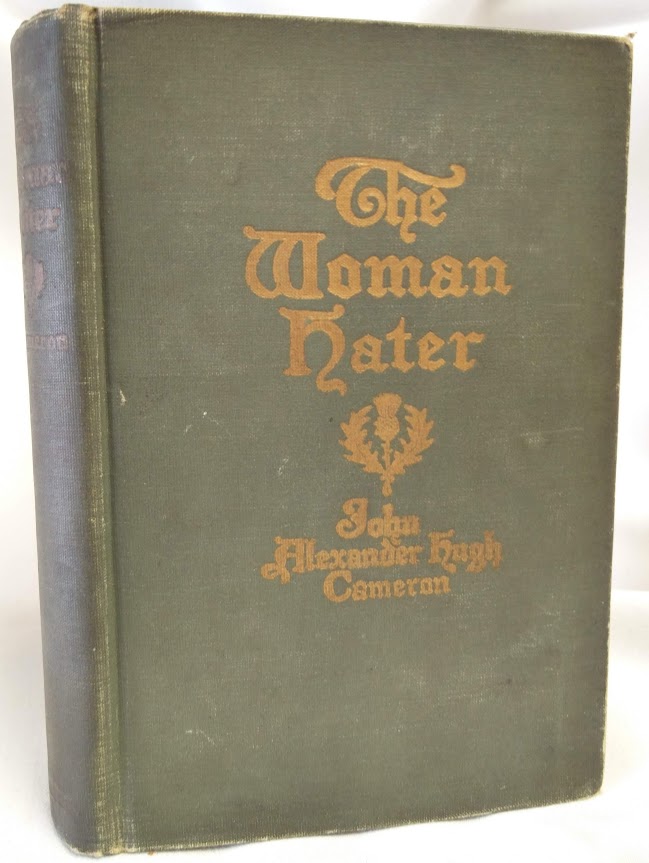 The
Woman
Hater
John
Alexander Hugh
Cameron